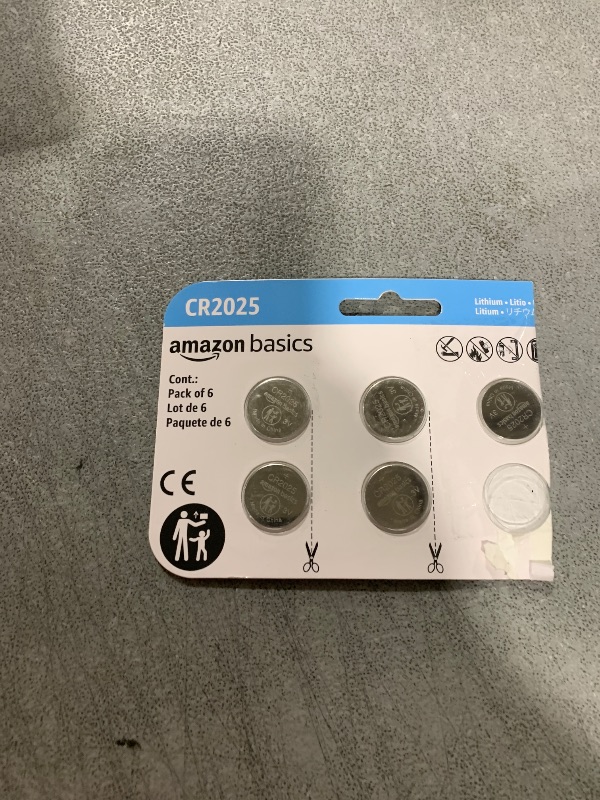 CR2025
Lithium • Litio •
Litium • リチウ
amazon basics
Cont.:
Pack of 6
Lot de 6
Paquete de 6
CE
CR2025